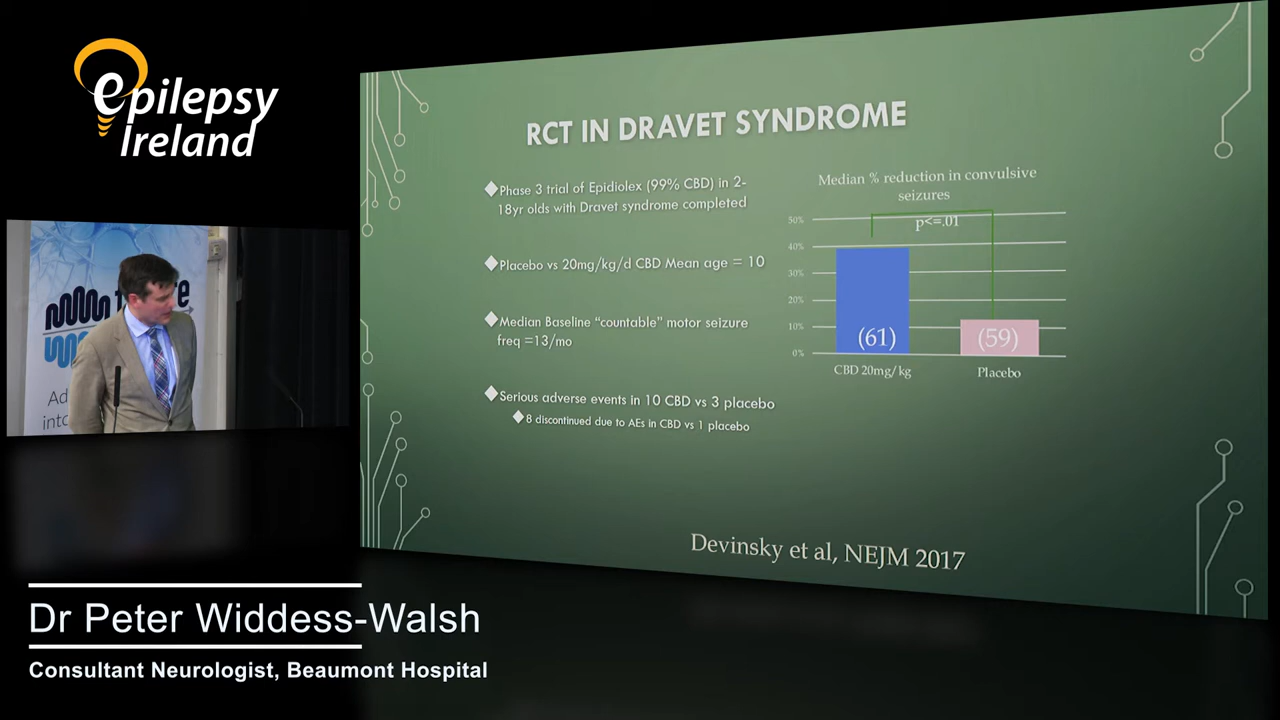 epilepsy
Ireland
RCT IN DRAVET SYNDROME
Phase 3 trial of Epidiolex (99% CBD) in 2-
18yr olds with Dravet syndrome completed
Placebo vs 20mg/kg/d CBD Mean age = 10
Median Baseline “countable” motor seizure
freq =13/mo
Serious adverse events in 10 CBD vs 3 placebo
8 discontinued due to AEs in CBD vs 1 placebo
Median % reduction in convulsive
seizures
p<=.01
50%
40%
30%
20%
10%
0%
(61)
(59)
CBD 20mg/kg
Placebo
Devinsky et al, NEJM 2017
Ad
into
Dr Peter Widdess-Walsh
Consultant Neurologist, Beaumont Hospital